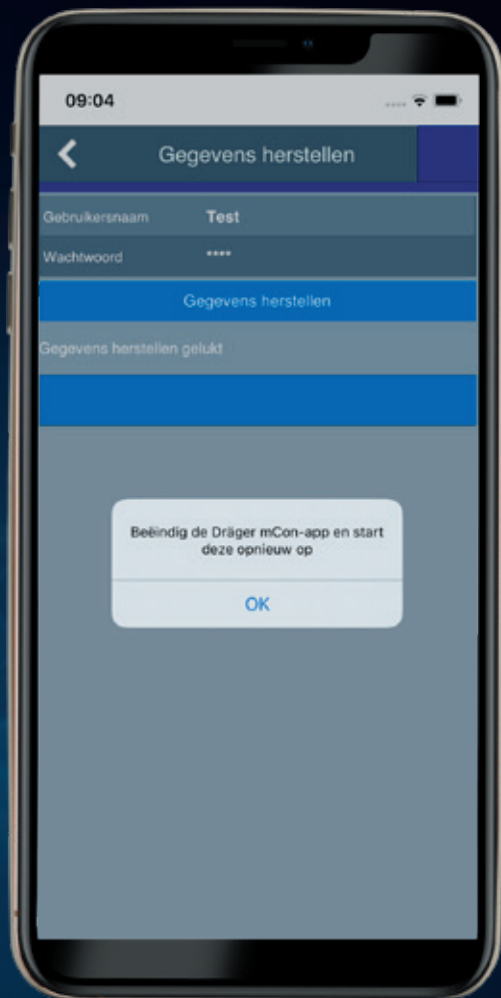 09:04
Gegevens herstellen
Gebruikersnaam Test
Wachtwoord ****
Gegevens herstellen
Gegevens herstellen gelukt
Beëindig de Dräger mCon-app en start
deze opnieuw op
OK